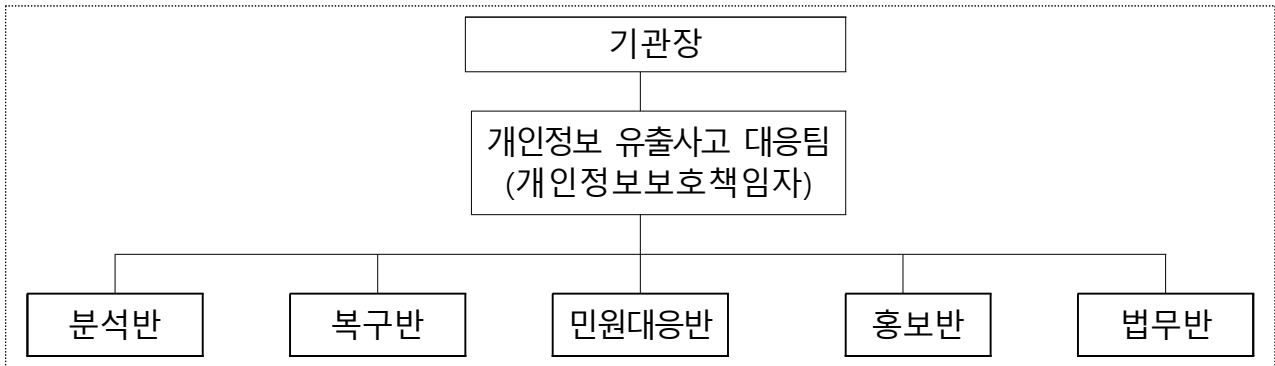 기관장
개인정보 유출사고 대응팀
(개인정보보호책임자)
분석반
복구반
민원대응반
홍보반
법무반